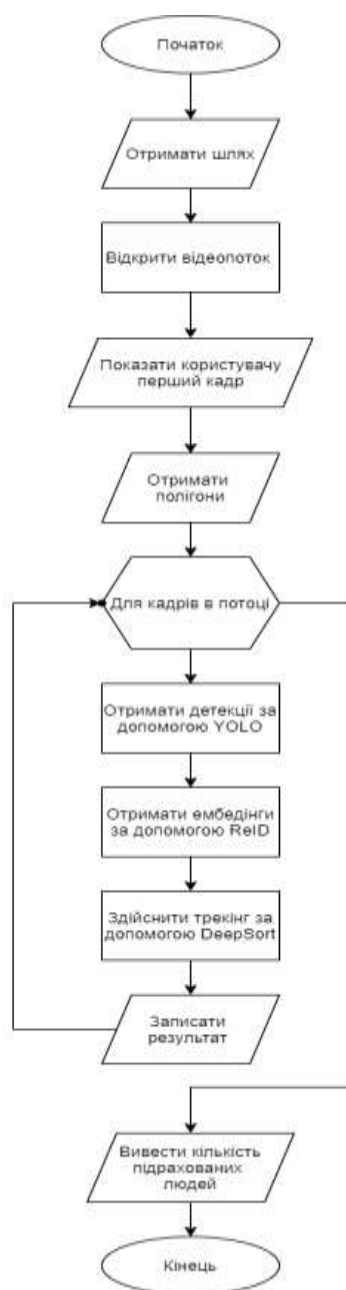 Початок
Отримати шлях
Відкрити відеопоток
Показати користувачу
перший кадр
Отримати
полігони
Для кадрів в потоці
Отримати детекції за
допомогою YOLO
Отримати ембедінги
за допомогою ReID
Здійснити трекінг за
допомогою DeepSort
Записати
результат
Вивести кількість
підрахованих
людей
Кінець